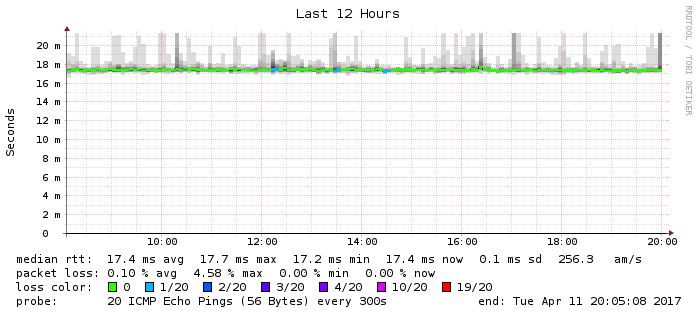 Last 12 Hours
RRDTOOL / TOBI OETIKER
Seconds
20 m
18 m
16 m
14 m
12 m
10 m
8 m
6 m
4 m
2 m
0
10:00 12:00 14:00 16:00 18:00 20:00
median rtt: 17.4 ms avg 17.7 ms max 17.2 ms min 17.4 ms now 0.1 ms sd 256.3 am/s
packet loss: 0.10 % avg 4.58 % max 0.00 % min 0.00 % now
loss color: 0 1/20 2/20 3/20 4/20 10/20 19/20
probe: 20 ICMP Echo Pings (56 Bytes) every 300s end: Tue Apr 11 20:05:08 2017